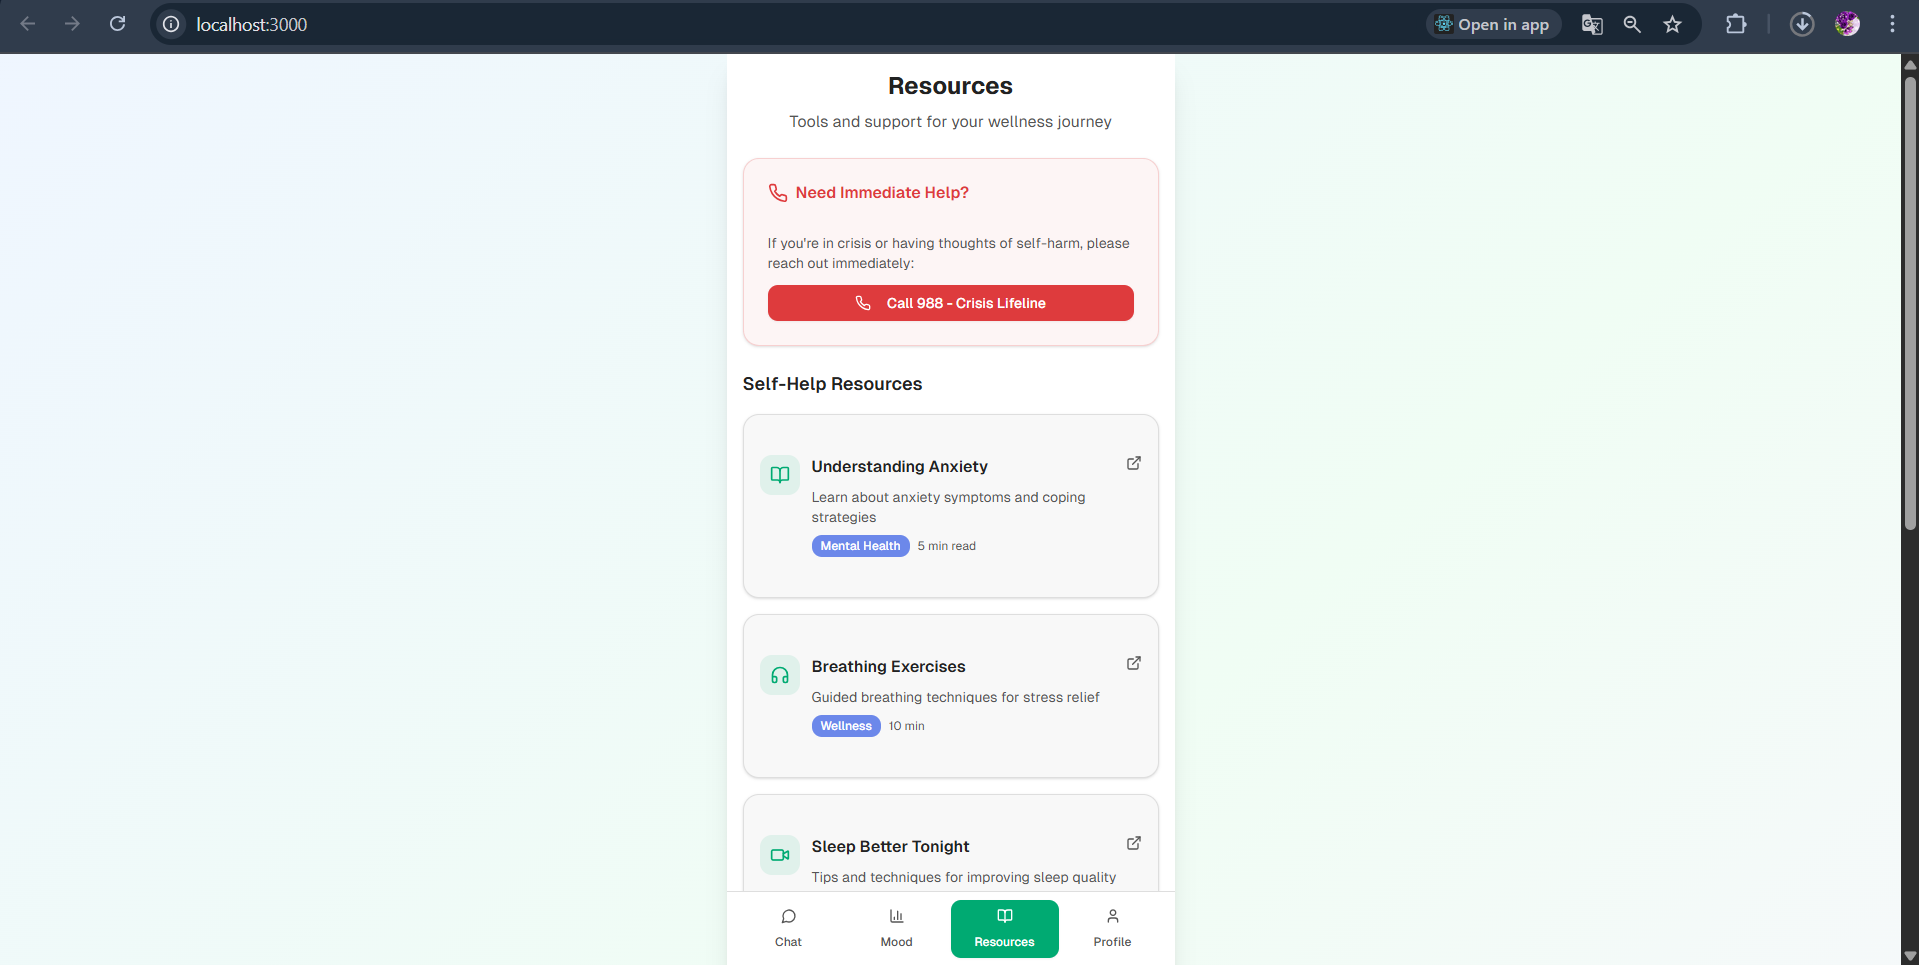 localhost:3000
Open in app
Resources
Tools and support for your wellness journey
Need Immediate Help?
If you're in crisis or having thoughts of self-harm, please
reach out immediately:
Call 988 - Crisis Lifeline
Self-Help Resources
Understanding Anxiety
Learn about anxiety symptoms and coping
strategies
Mental Health 5 min read
Breathing Exercises
Guided breathing techniques for stress relief
Wellness 10 min
Sleep Better Tonight
Tips and techniques for improving sleep quality
Chat Mood Resources Profile